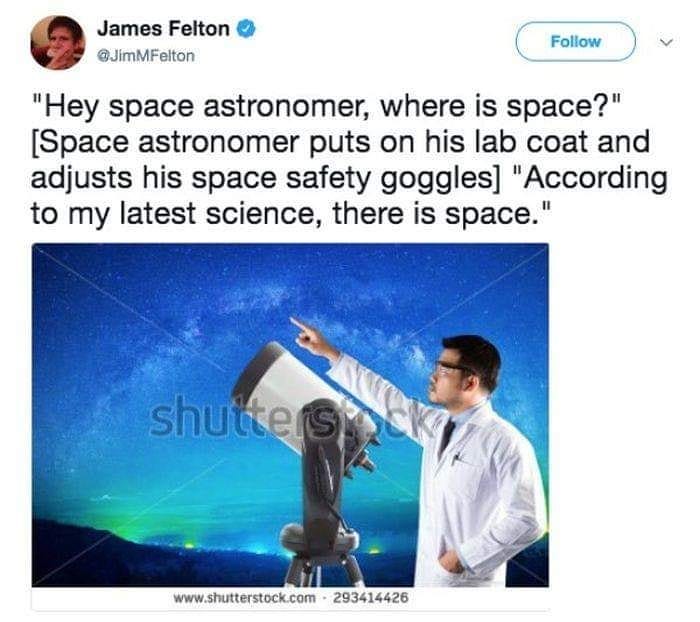 James Felton
@JimMFelton
Follow
"Hey space astronomer, where is space?"
[Space astronomer puts on his lab coat and
adjusts his space safety goggles] "According
to my latest science, there is space."
shutterstock
www.shutterstock.com · 293414426